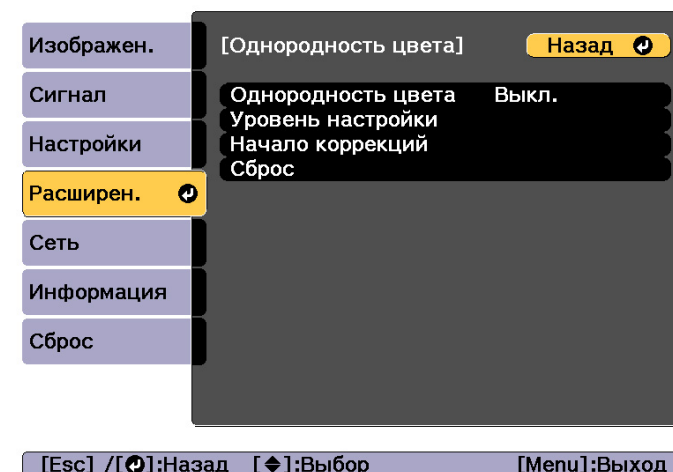 Изображен.
Сигнал
Настройки
Расширен.
Сеть
Информация
Сброс
[Однородность цвета] Назад
Однородность цвета Выкл.
Уровень настройки
Начало коррекций
Сброс
[Esc] /[ ]:Назад [ ]:Выбор [Menu]:Выход